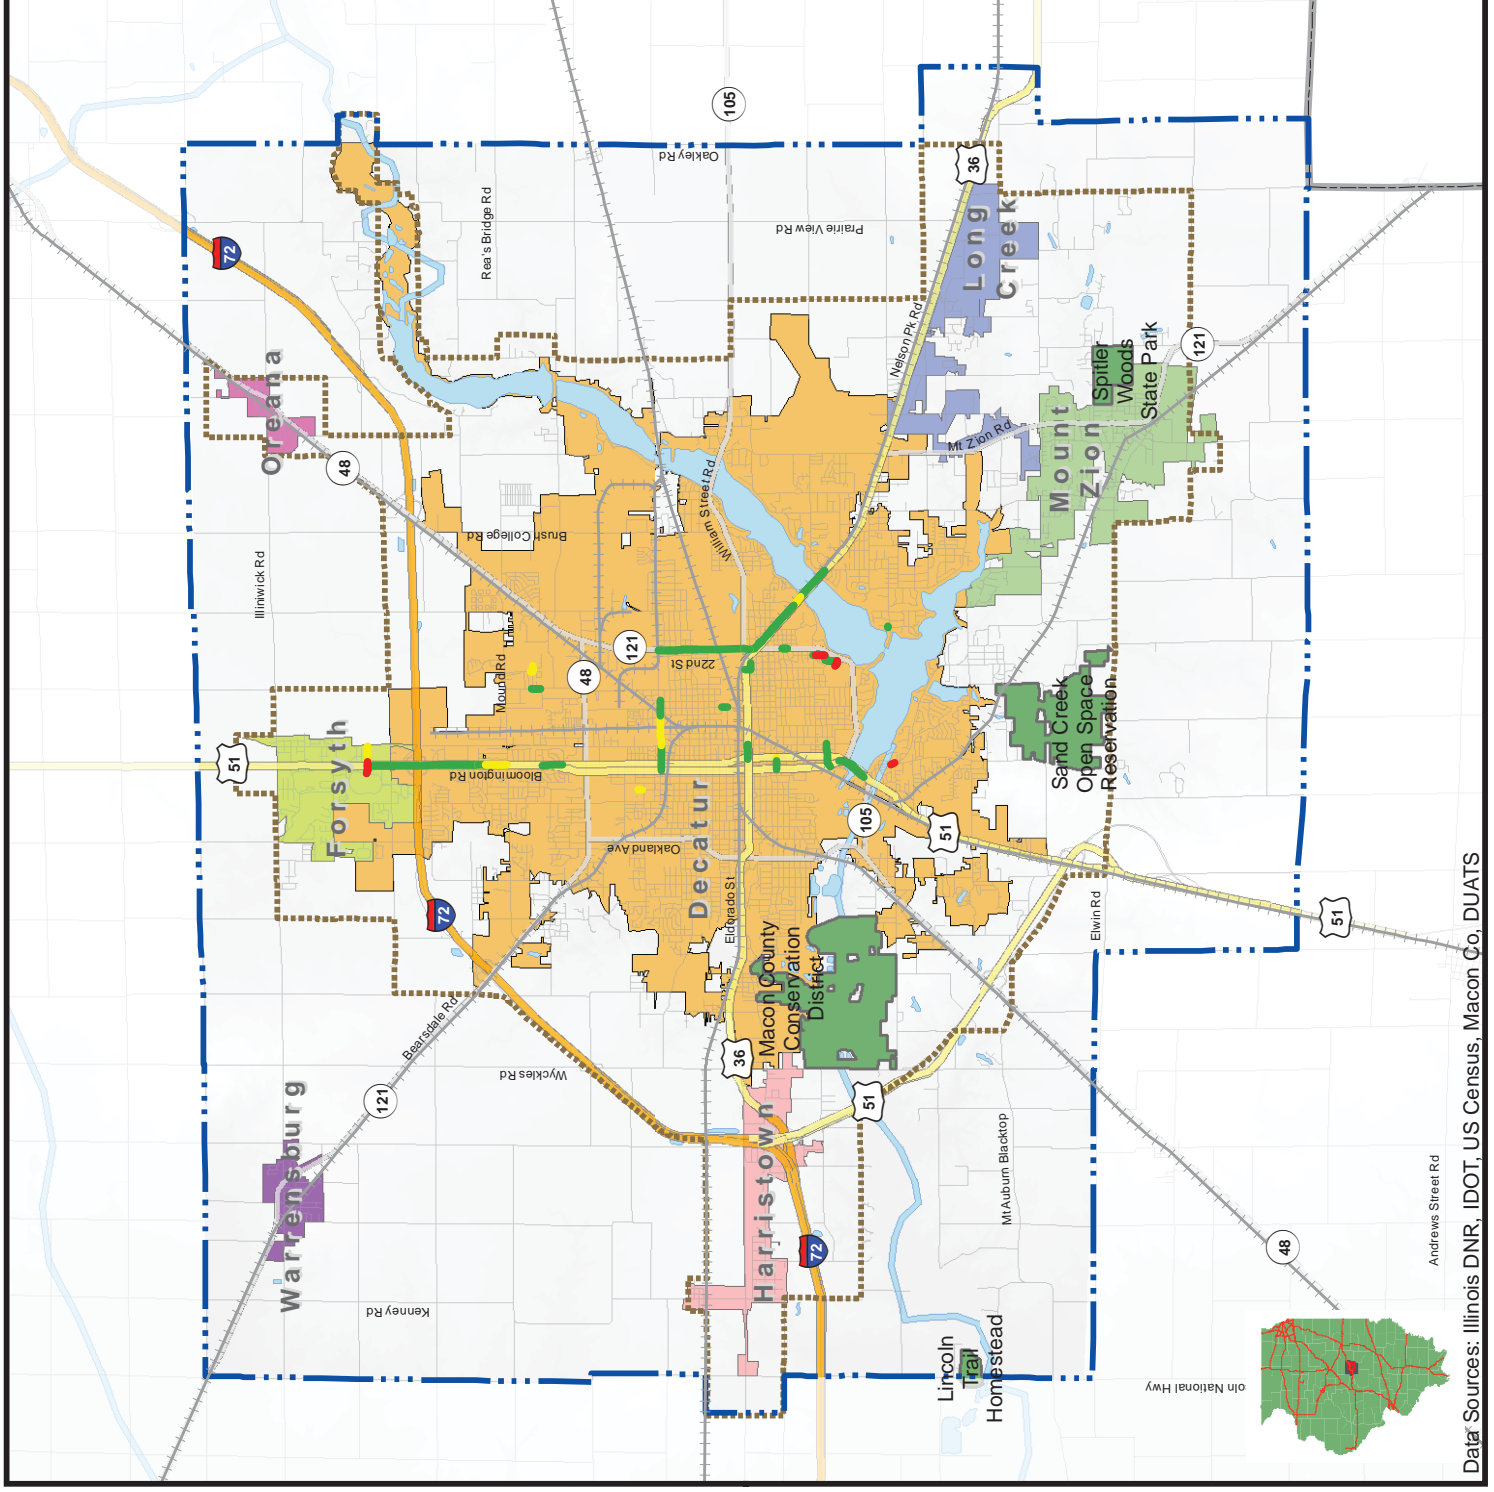 105
Oakley Rd
36
72
Rea's Bridge Rd
Prairie View Rd
Long
Creek
Oreana
48
Nelson Pk Rd
121
Spitler
Woods
State Park
Mt Zion Rd
Mount
Zion
William Street Rd
Brush College Rd
Illiniwick Rd
121
22nd St
48
Mound Rd
Sand Creek
Open Space
Reservation
51
Forsyth
Bloomington Rd
Decatur
Oakland Ave
105
51
72
Eldorado St
Elwin Rd
51
Macon County
Conservation
District
Bearsdale Rd
36
Wyckles Rd
121
51
Warrensburg
Harristown
Mt Auburn Blacktop
72
Kenney Rd
48
Andrews Street Rd
Lincoln
Trail
Homestead
oln National Hwy
Data Sources: Illinois DNR, IDOT, US Census, Macon Co, DUATS